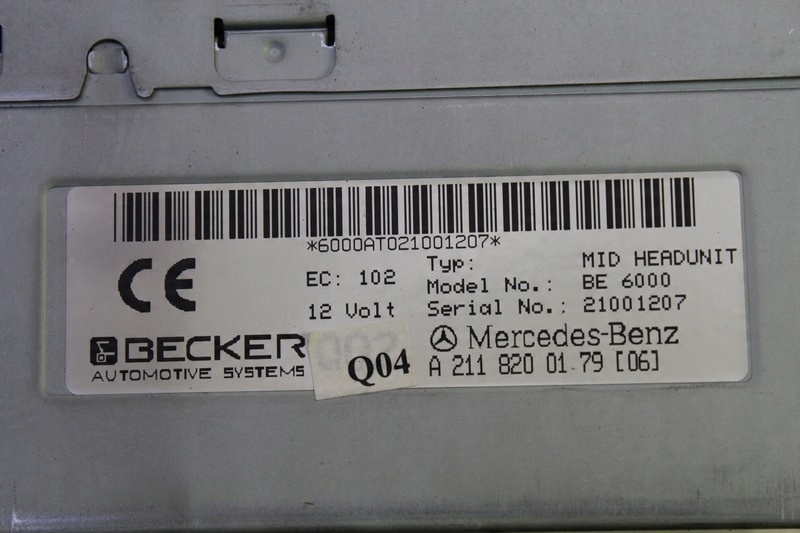 *6000AT021001207*
CE
EC: 102
12 Volt
Typ: MID HEADUNIT
Model No.: BE 6000
Serial No.: 21001207
BECKER
AUTOMOTIVE SYSTEMS
002
Q04
Mercedes-Benz
A 211 820 01 79 [06]